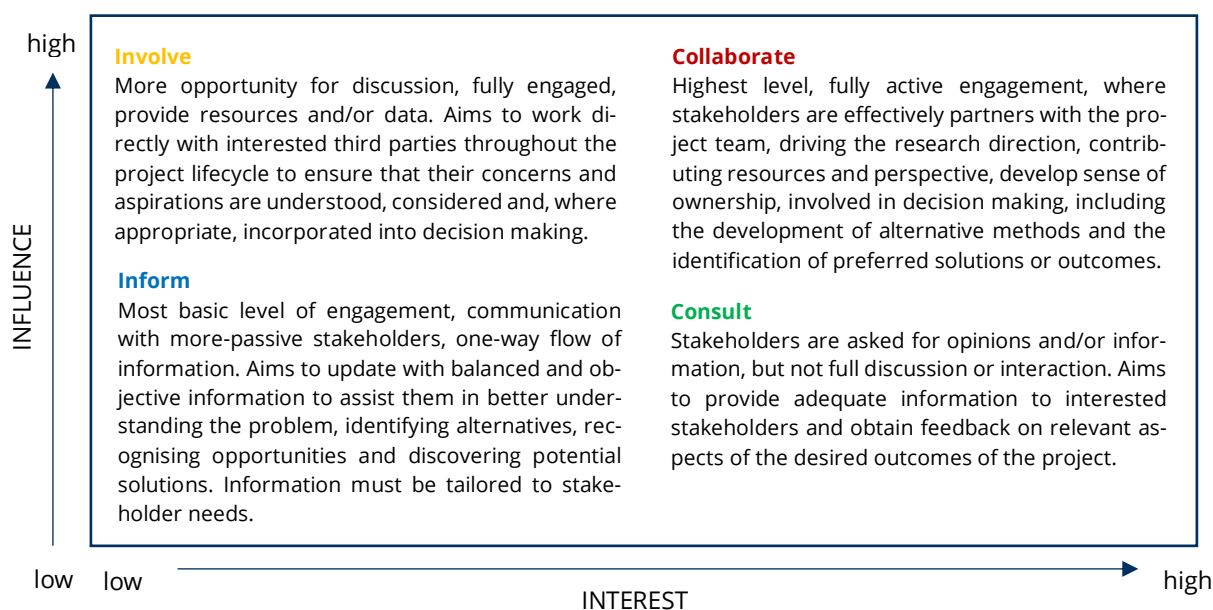 high
Involve
More opportunity for discussion, fully engaged,
provide resources and/or data. Aims to work di-
rectly with interested third parties throughout the
project lifecycle to ensure that their concerns and
aspirations are understood, considered and, where
appropriate, incorporated into decision making.
Collaborate
Highest level, fully active engagement, where
stakeholders are effectively partners with the pro-
ject team, driving the research direction, contrib-
uting resources and perspective, develop sense of
ownership, involved in decision making, including
the development of alternative methods and the
identification of preferred solutions or outcomes.
INFLUENCE
Inform
Most basic level of engagement, communication
with more-passive stakeholders, one-way flow of
information. Aims to update with balanced and ob-
jective information to assist them in better under-
standing the problem, identifying alternatives, rec-
ognising opportunities and discovering potential
solutions. Information must be tailored to stake-
holder needs.
Consult
Stakeholders are asked for opinions and/or infor-
mation, but not full discussion or interaction. Aims
to provide adequate information to interested
stakeholders and obtain feedback on relevant as-
pects of the desired outcomes of the project.
low
low
high
INTEREST